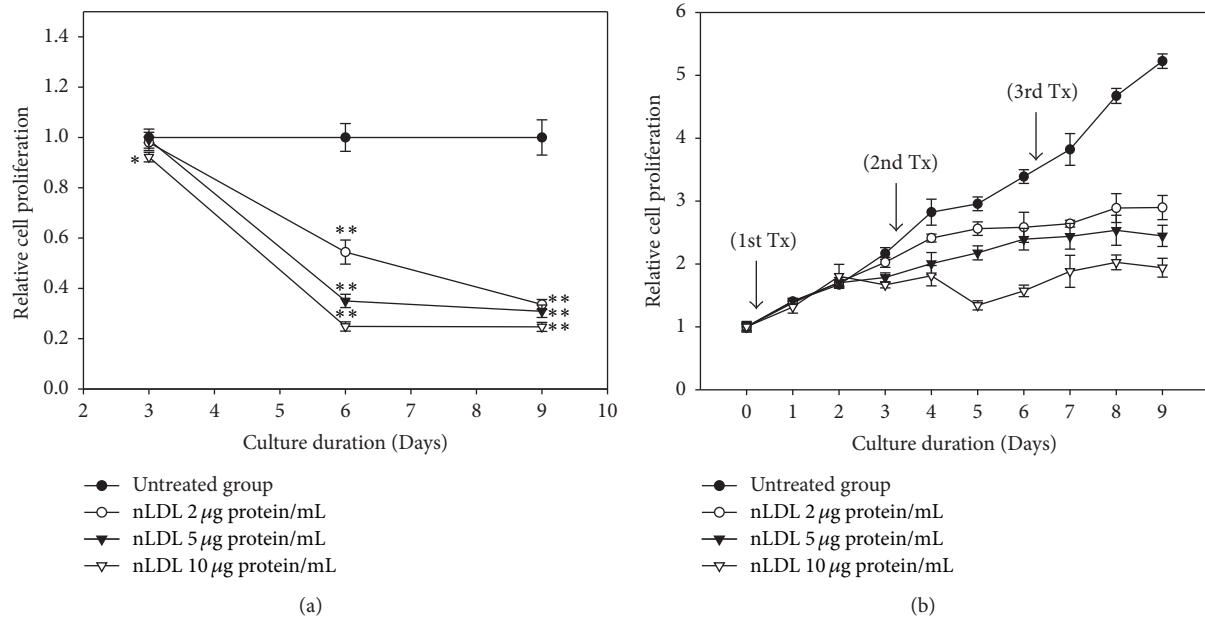 Relative cell proliferation
1.4
1.2
1.0
0.8
0.6
0.4
0.2
0.0
*
**
**
**
**
**
**
2 3 4 5 6 7 8 9 10
Culture duration (Days)
Untreated group
nLDL 2 μg protein/mL
nLDL 5 μg protein/mL
nLDL 10 μg protein/mL
(a)
Relative cell proliferation
6
5
4
3
2
1
0
(1st Tx)
(2nd Tx)
(3rd Tx)
0 1 2 3 4 5 6 7 8 9
Culture duration (Days)
Untreated group
nLDL 2 μg protein/mL
nLDL 5 μg protein/mL
nLDL 10 μg protein/mL
(b)